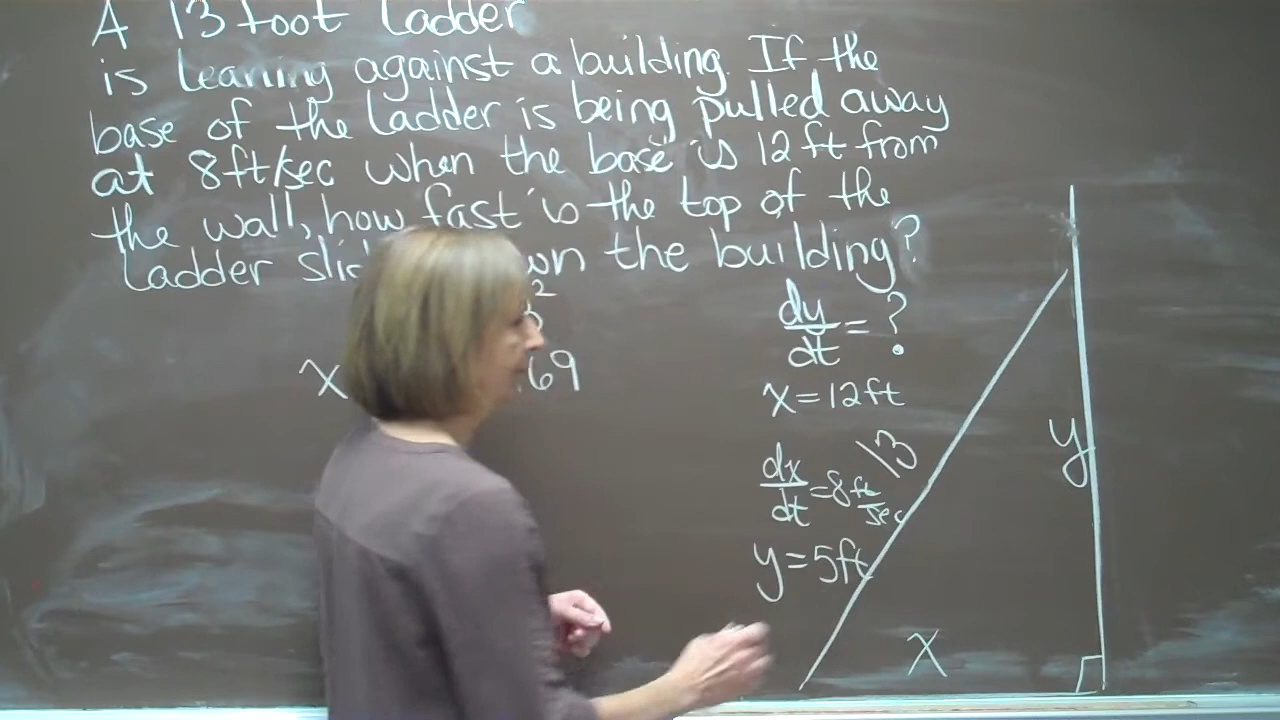 A 13 foot Ladder
is leaning against a building. If the
base of the Ladder is being pulled away
at 8ft/sec when the base is 12 ft from
the wall, how fast is the top of the
Ladder the building?
2
dy/dt = ?
x
69
x = 12ft
13
y
dx/dt = 8 ft/sec
y = 5ft
x